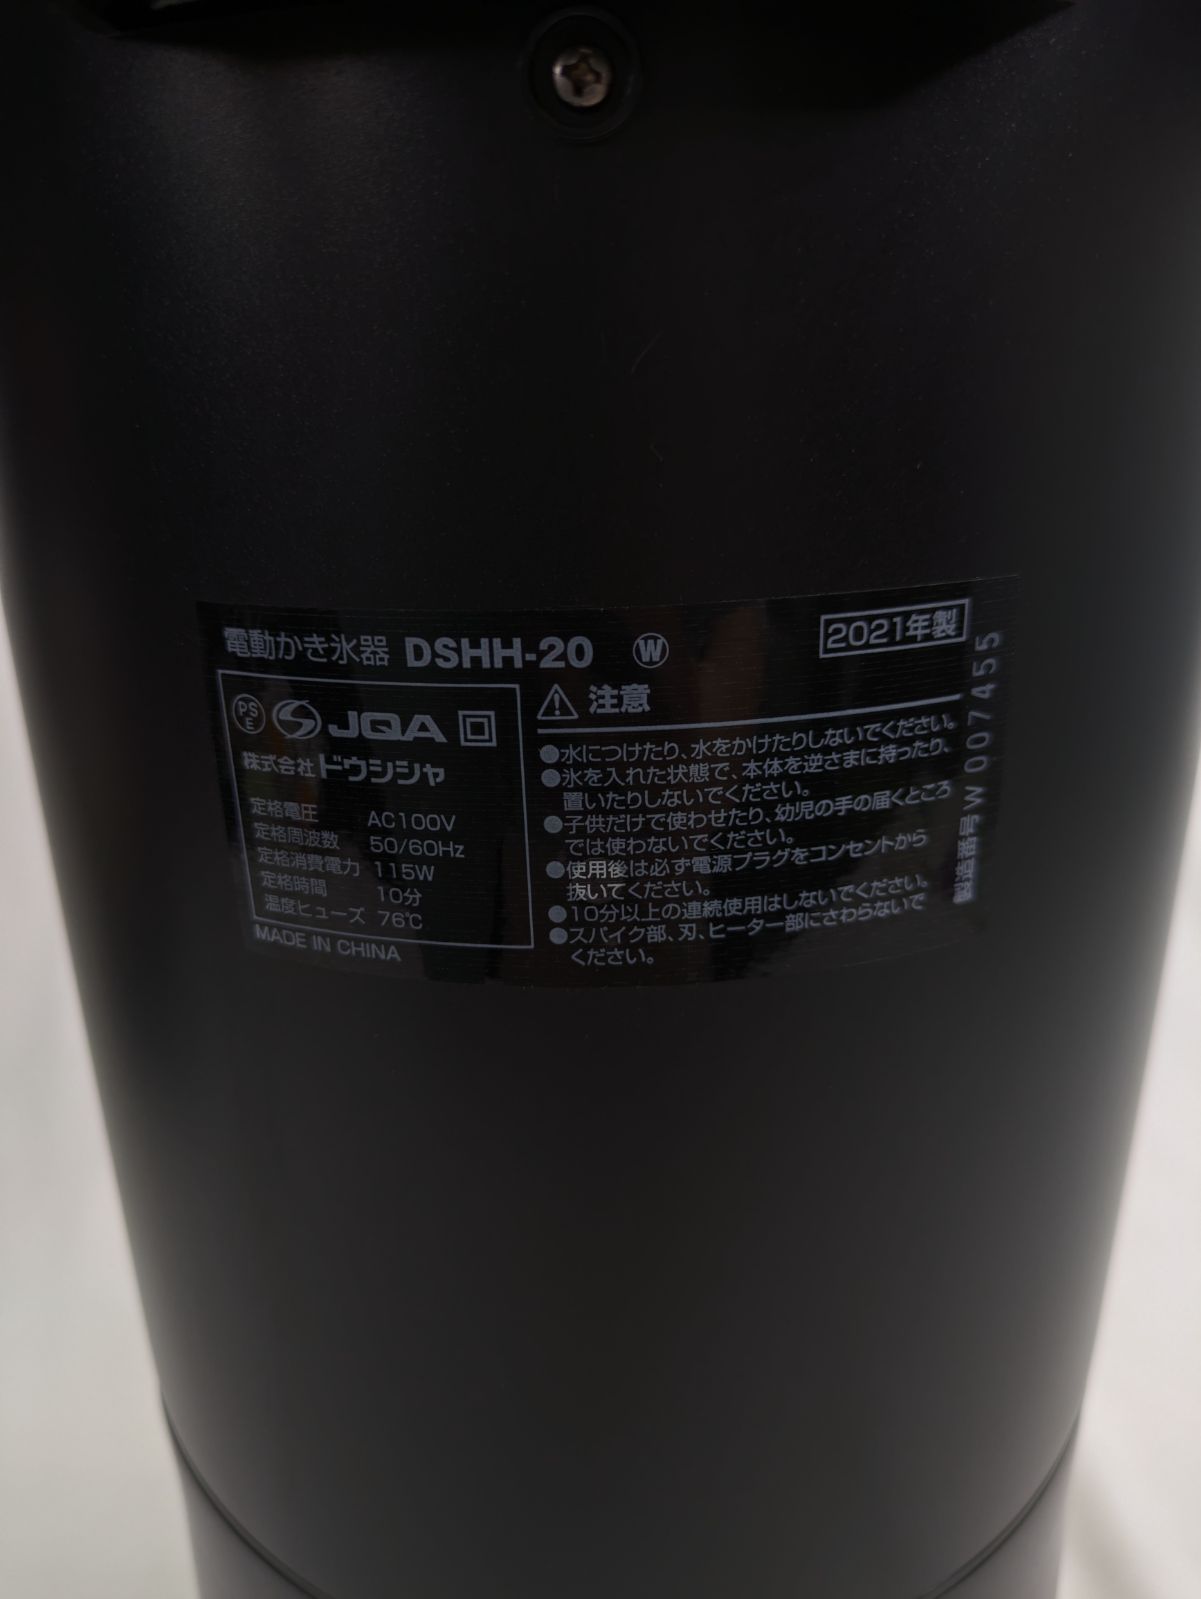 電動かき氷器 DSHH-20 Ⓦ
2021年製
PS
E
JQA
株式会社ドウシシャ
定格電圧 AC100V
定格周波数 50/60Hz
定格消費電力 115W
定格時間 10分
温度ヒューズ 76℃
MADE IN CHINA
注意
●水につけたり、水をかけたりしないでください。
●氷を入れた状態で、本体を逆さまに持ったり、
置いたりしないでください。
●子供だけで使わせたり、幼児の手の届くところ
では使わないでください。
●使用後は必ず電源プラグをコンセントから
抜いてください。
●10分以上の連続使用はしないでください。
●スパイク部、刃、ヒーター部にさわらないで
ください。
製造番号W007455